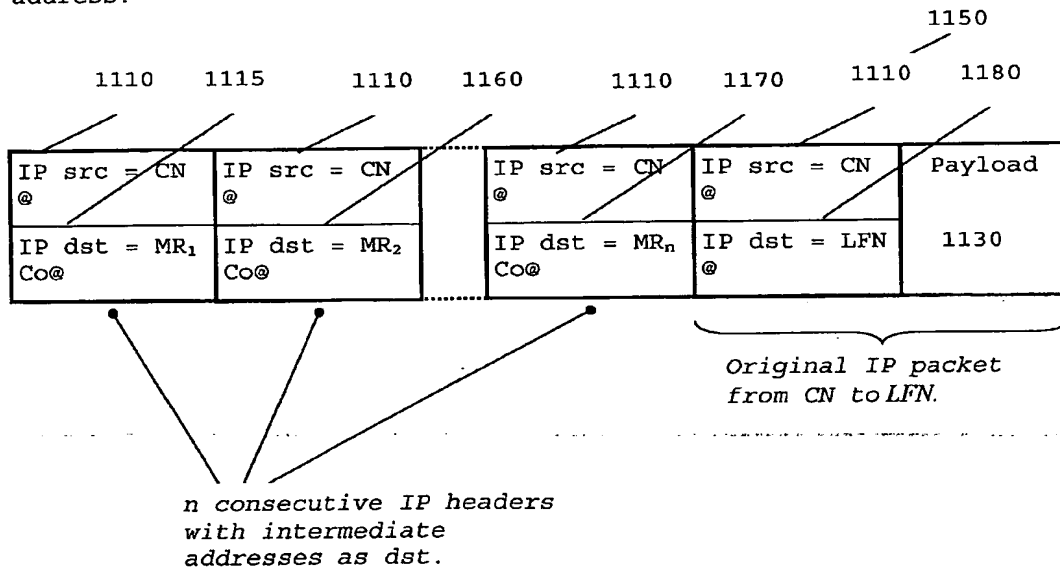 address.
1150
1110 1115 1110 1160 1110 1170 1110 1180
IP src = CN
@
IP src = CN
@
IP src = CN
@
IP src = CN
@
Payload
IP dst = MR₁
Co@
IP dst = MR₂
Co@
IP dst = MRₙ
Co@
IP dst = LFN
@
1130
Original IP packet
from CN to LFN.
n consecutive IP headers
with intermediate
addresses as dst.